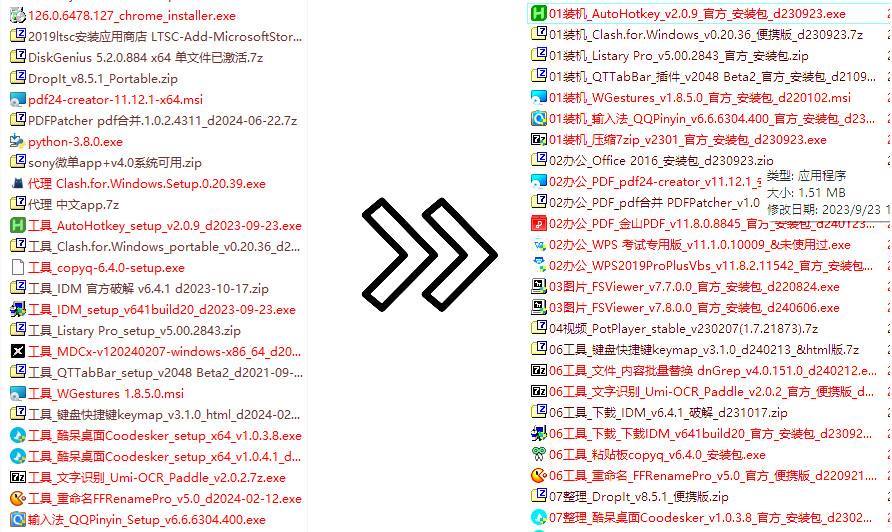 126.0.6478.127_chrome_installer.exe
2019ltsc安装应用商店 LTSC-Add-MicrosoftStor...
DiskGenius 5.2.0.884 x64 单文件已激活.7z
DropIt_v8.5.1_Portable.zip
pdf24-creator-11.12.1-x64.msi
PDFPatcher pdf合并.1.0.2.4311_d2024-06-22.7z
python-3.8.0.exe
sony微单app+v4.0系统可用.zip
代理 Clash.for.Windows.Setup.0.20.39.exe
代理 中文app.7z
工具_AutoHotkey_setup_v2.0.9_d2023-09-23.exe
工具_Clash.for.Windows_portable_v0.20.36_d2...
工具_copyq-6.4.0-setup.exe
工具_IDM 官方破解 v6.4.1 d2023-10-17.zip
工具_IDM_setup_v641build20_d2023-09-23.exe
工具_Listary Pro_setup_v5.00.2843.zip
工具_MDCx-v120240207-windows-x86_64_d20...
工具_QTTabBar_setup_v2048 Beta2_d2021-09-...
工具_WGestures 1.8.5.0.msi
工具_键盘快捷键keymap_v3.1.0_html_d2024-02...
工具_酷呆桌面Coodesker_setup_x64_v1.0.3.8.exe
工具_酷呆桌面Coodesker_setup_x64_v1.0.4.1_d...
工具_文字识别_Umi-OCR_Paddle_v2.0.2.7z.exe
工具_重命名FFRenamePro_v5.0_d2024-02-12.exe
输入法_QQPinyin_Setup_v6.6.6304.400.exe
01装机_AutoHotkey_v2.0.9_官方_安装包_d230923.exe
01装机_Clash.for.Windows_v0.20.36_便携版_d230923.7z
01装机_Listary Pro_v5.00.2843_官方_安装包.zip
01装机_QTTabBar_插件_v2048 Beta2_官方_安装包_d2109...
01装机_WGestures_v1.8.5.0_官方_安装包_d220102.msi
01装机_输入法_QQPinyin_v6.6.6304.400_官方_安装包_d23...
01装机_压缩7zip_v2301_官方_安装包_d230923.exe
02办公_Office 2016_安装包_d230923.zip
02办公_PDF_pdf24-creator_v11.12.1_
02办公_PDF_pdf合并 PDFPatcher_v1.0
02办公_PDF_金山PDF_v11.8.0.8845_官方_安装包_d240123...
02办公_WPS 考试专用版_v11.1.0.10009_&未使用过.exe
02办公_WPS2019ProPlusVbs_v11.8.2.11542_官方_安装包...
03图片_FSViewer_v7.7.0.0_官方_安装包_d220824.exe
03图片_FSViewer_v7.8.0.0_官方_安装包_d240606.exe
04视频_PotPlayer_stable_v230207(1.7.21873).7z
06工具_键盘快捷键keymap_v3.1.0_d240213_&html版.7z
06工具_文件_内容批量替换 dnGrep_v4.0.151.0_d240212.e...
06工具_文字识别_Umi-OCR_Paddle_v2.0.2_官方_便携版_d...
06工具_下载_IDM_v6.4.1_破解_d231017.zip
06工具_下载_下载IDM_v641build20_官方_安装包_d23092...
06工具_粘贴板copyq_v6.4.0_安装包.exe
06工具_重命名_FFRenamePro_v5.0_官方_便携版_d220921...
07整理_DropIt_v8.5.1_便携版.zip
07整理_酷呆桌面Coodesker_v1.0.3.8_官方_安装包_d2302...
类型: 应用程序
大小: 1.51 MB
修改日期: 2023/9/23 1